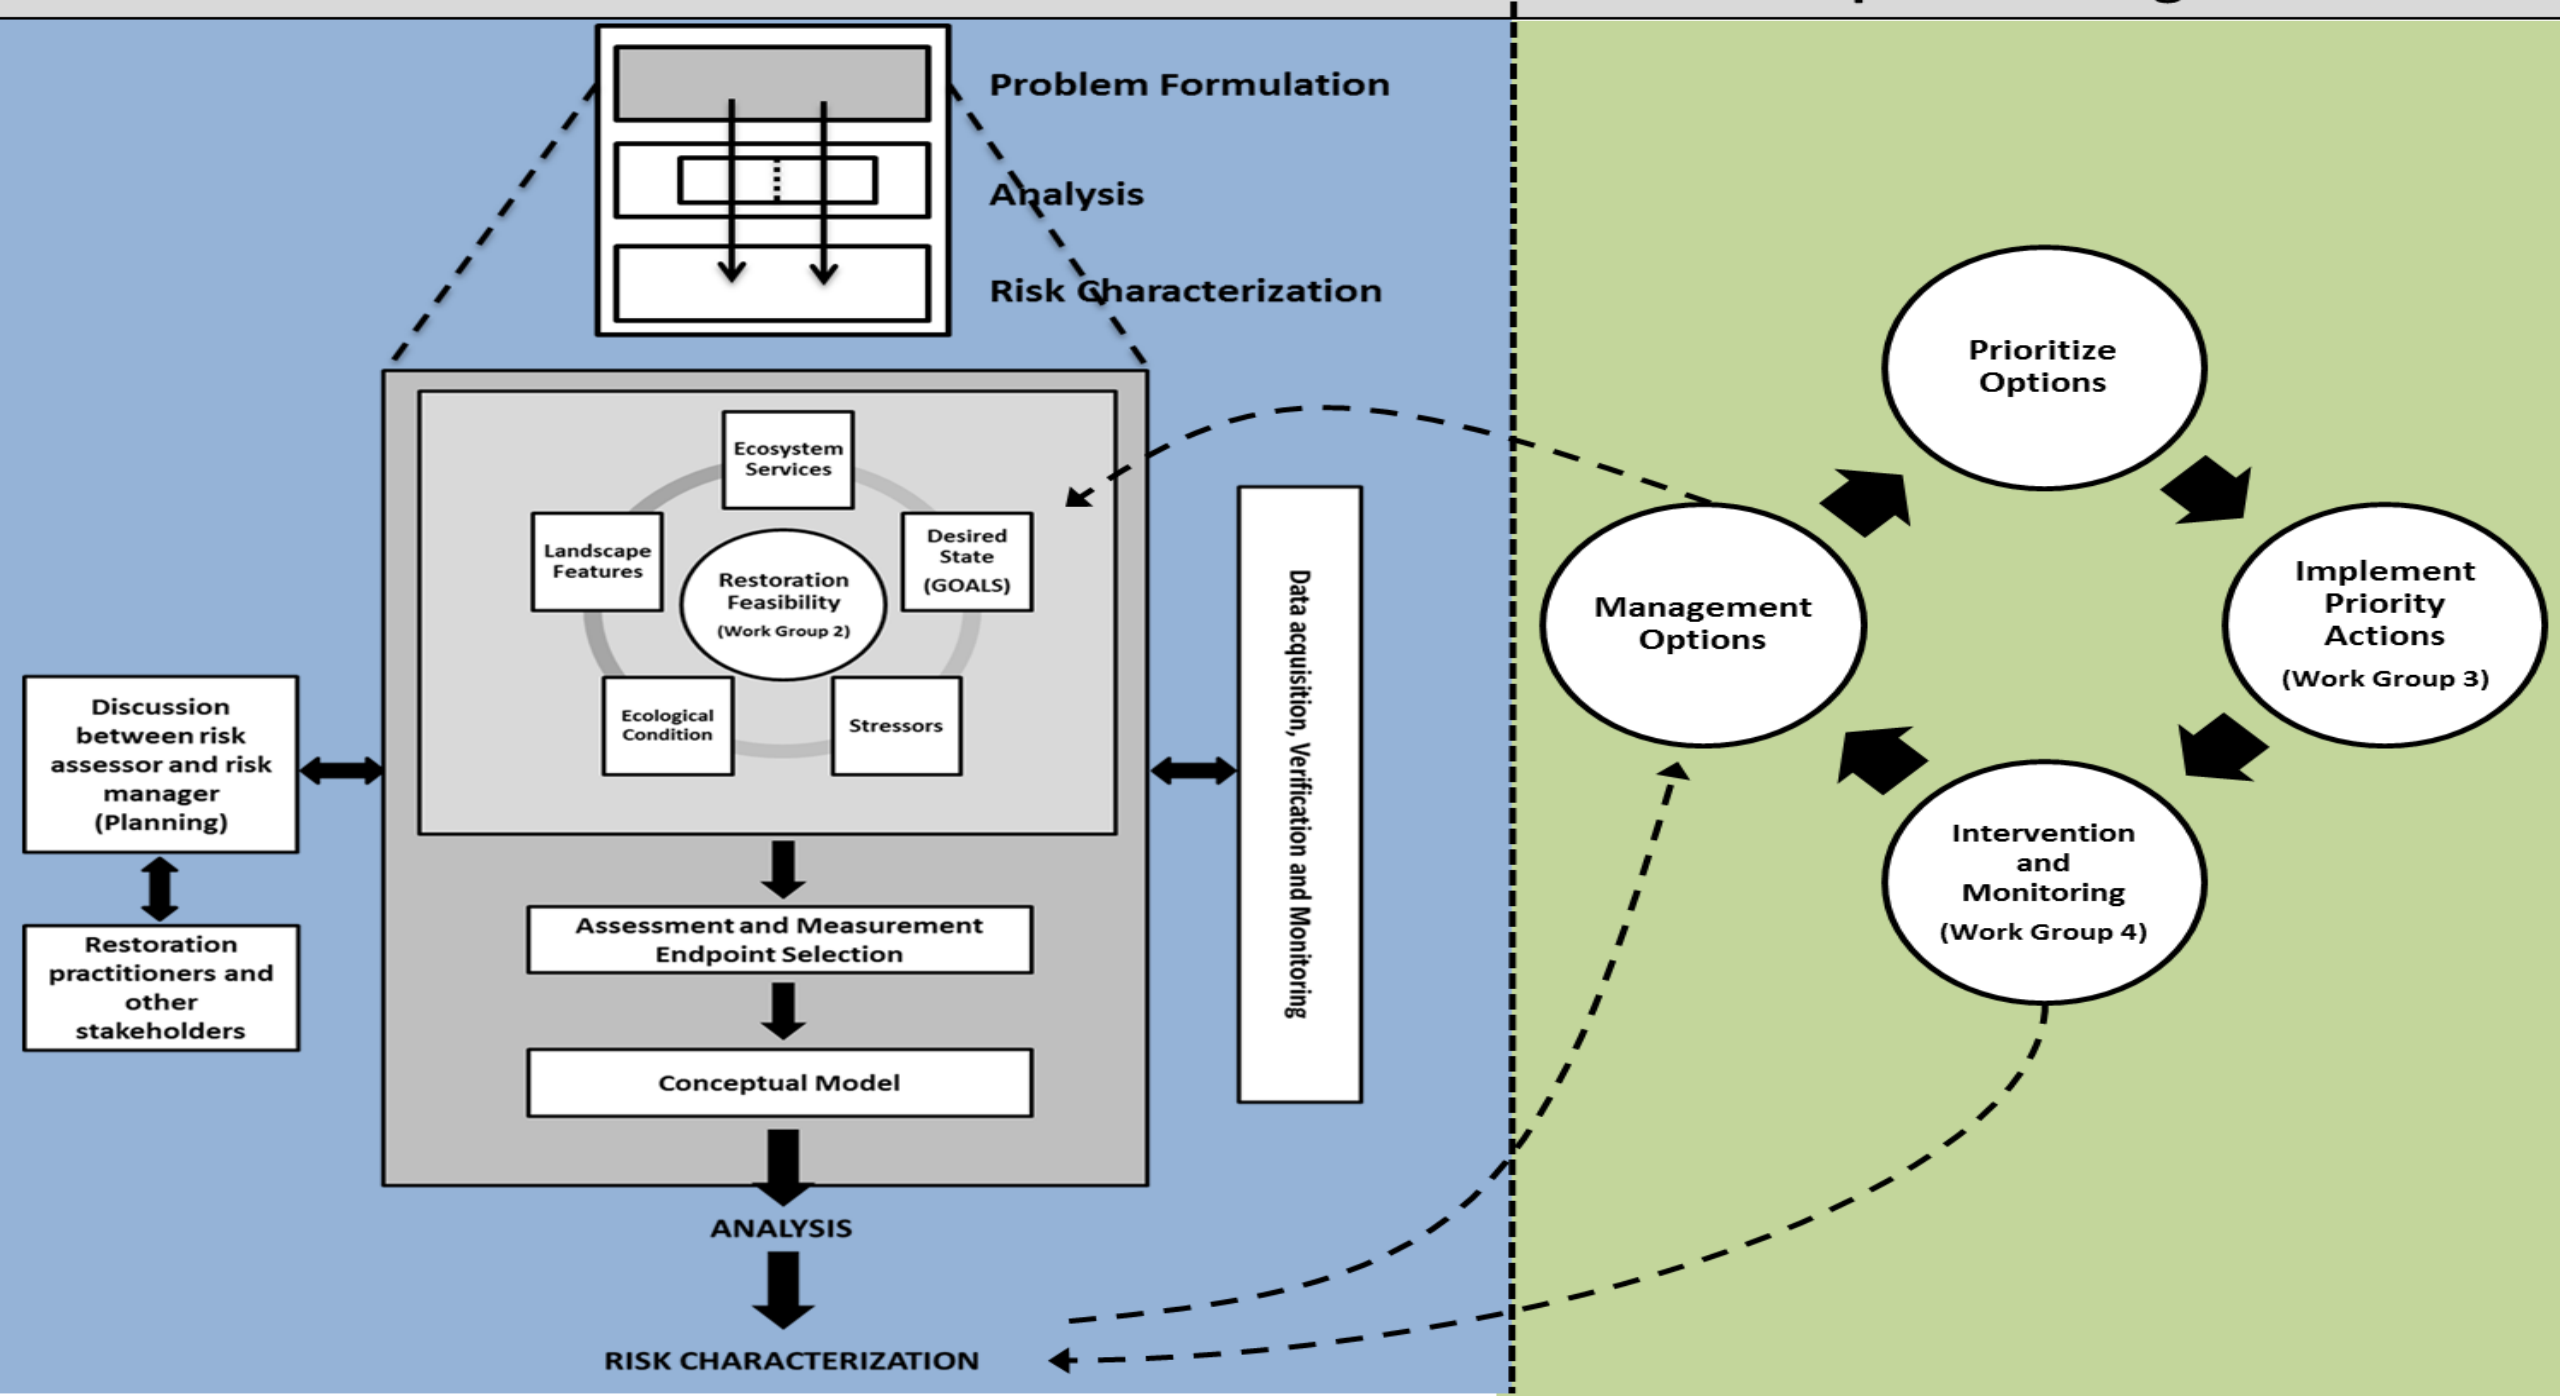 Problem Formulation
Analysis
Risk Characterization
Ecosystem
Services
Landscape
Features
Desired
State
(GOALS)
Restoration
Feasibility
(Work Group 2)
Ecological
Condition
Stressors
Discussion
between risk
assessor and risk
manager
(Planning)
Restoration
practitioners and
other
stakeholders
Assessment and Measurement
Endpoint Selection
Conceptual Model
ANALYSIS
RISK CHARACTERIZATION
Data acquisition, Verification and Monitoring
Prioritize
Options
Management
Options
Implement
Priority
Actions
(Work Group 3)
Intervention
and
Monitoring
(Work Group 4)